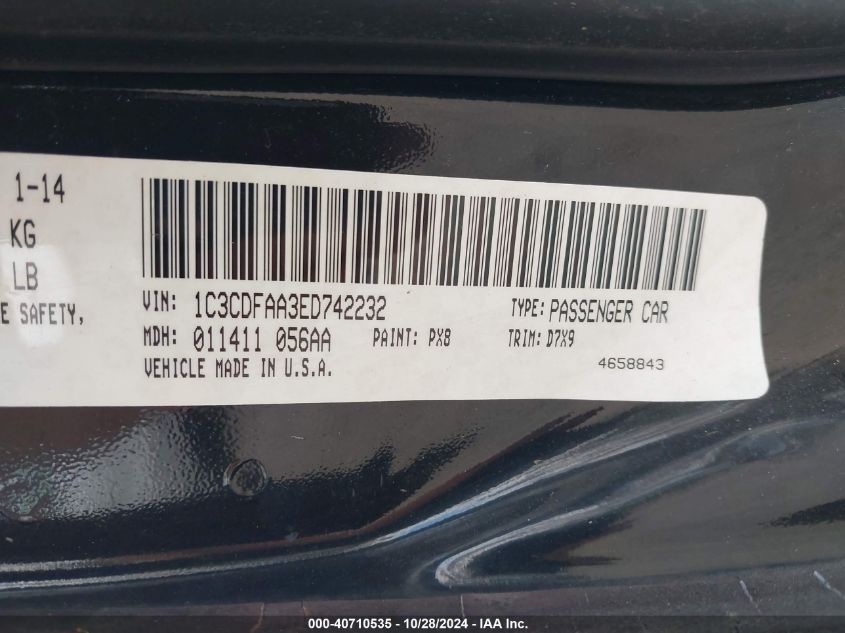 1-14
KG
LB
E SAFETY,
VIN: 1C3CDFAA3ED742232 TYPE: PASSENGER CAR
MDH: 011411 056AA PAINT: PX8 TRIM: D7X9
VEHICLE MADE IN U.S.A. 4658843
000-40710535 - 10/28/2024 - IAA Inc.